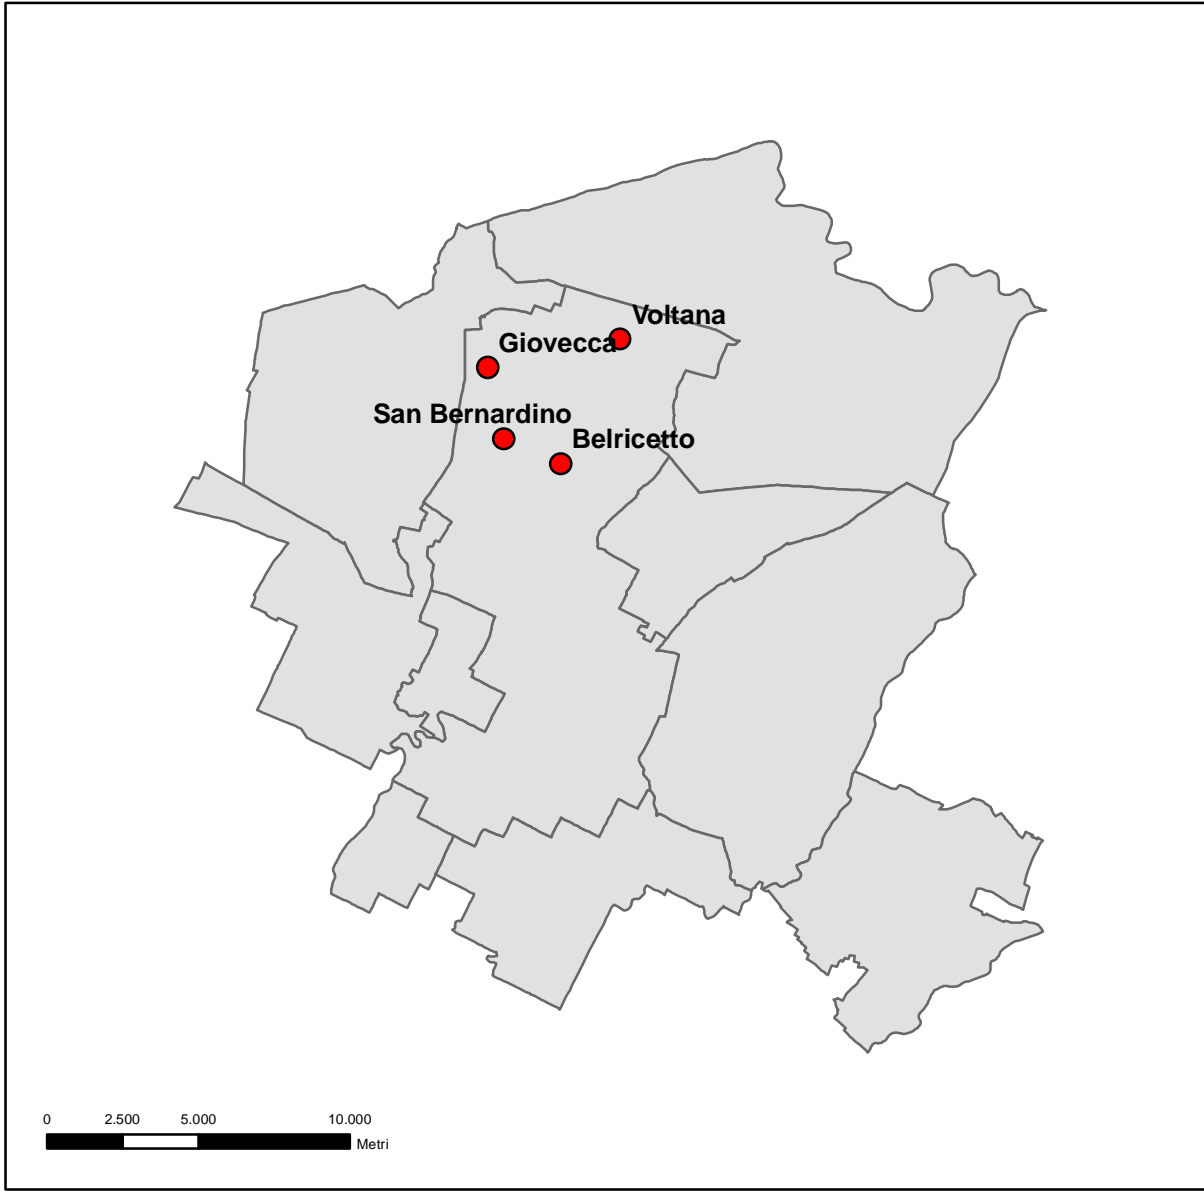 Voltana
Giovecca
San Bernardino
Belricetto
0 2.500 5.000 10.000
Metri